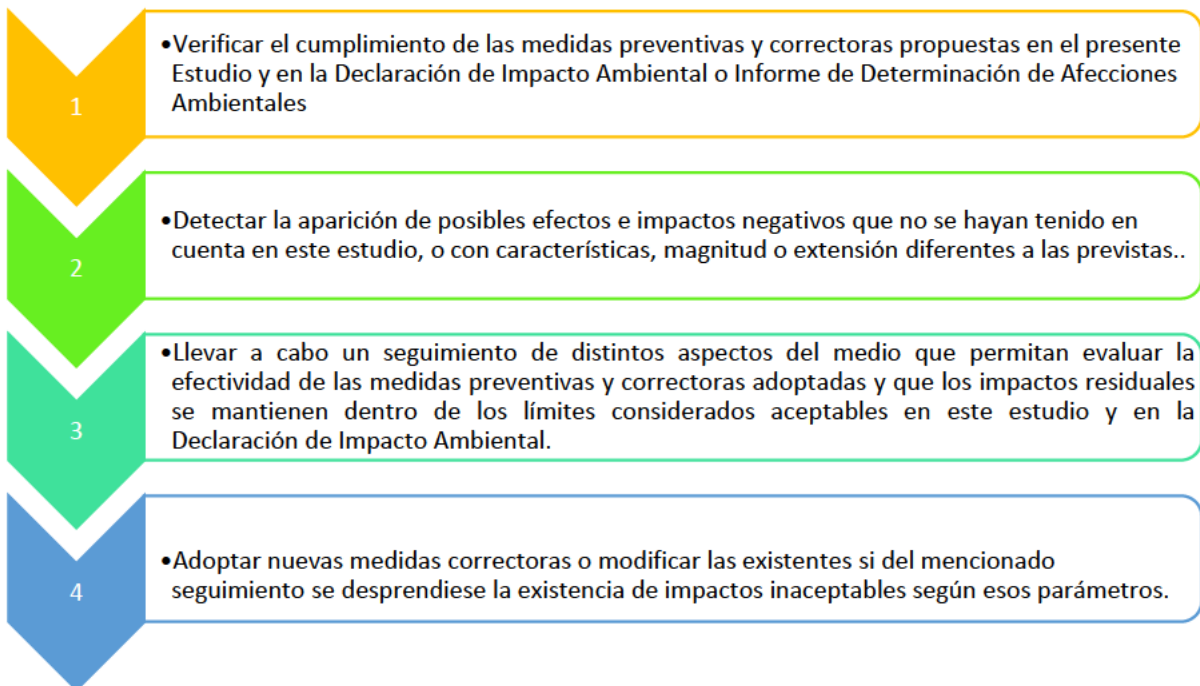 1
•Verificar el cumplimiento de las medidas preventivas y correctoras propuestas en el presente
Estudio y en la Declaración de Impacto Ambiental o Informe de Determinación de Afecciones
Ambientales
2
•Detectar la aparición de posibles efectos e impactos negativos que no se hayan tenido en
cuenta en este estudio, o con características, magnitud o extensión diferentes a las previstas..
3
•Llevar a cabo un seguimiento de distintos aspectos del medio que permitan evaluar la
efectividad de las medidas preventivas y correctoras adoptadas y que los impactos residuales
se mantienen dentro de los límites considerados aceptables en este estudio y en la
Declaración de Impacto Ambiental.
4
•Adoptar nuevas medidas correctoras o modificar las existentes si del mencionado
seguimiento se desprendiese la existencia de impactos inaceptables según esos parámetros.